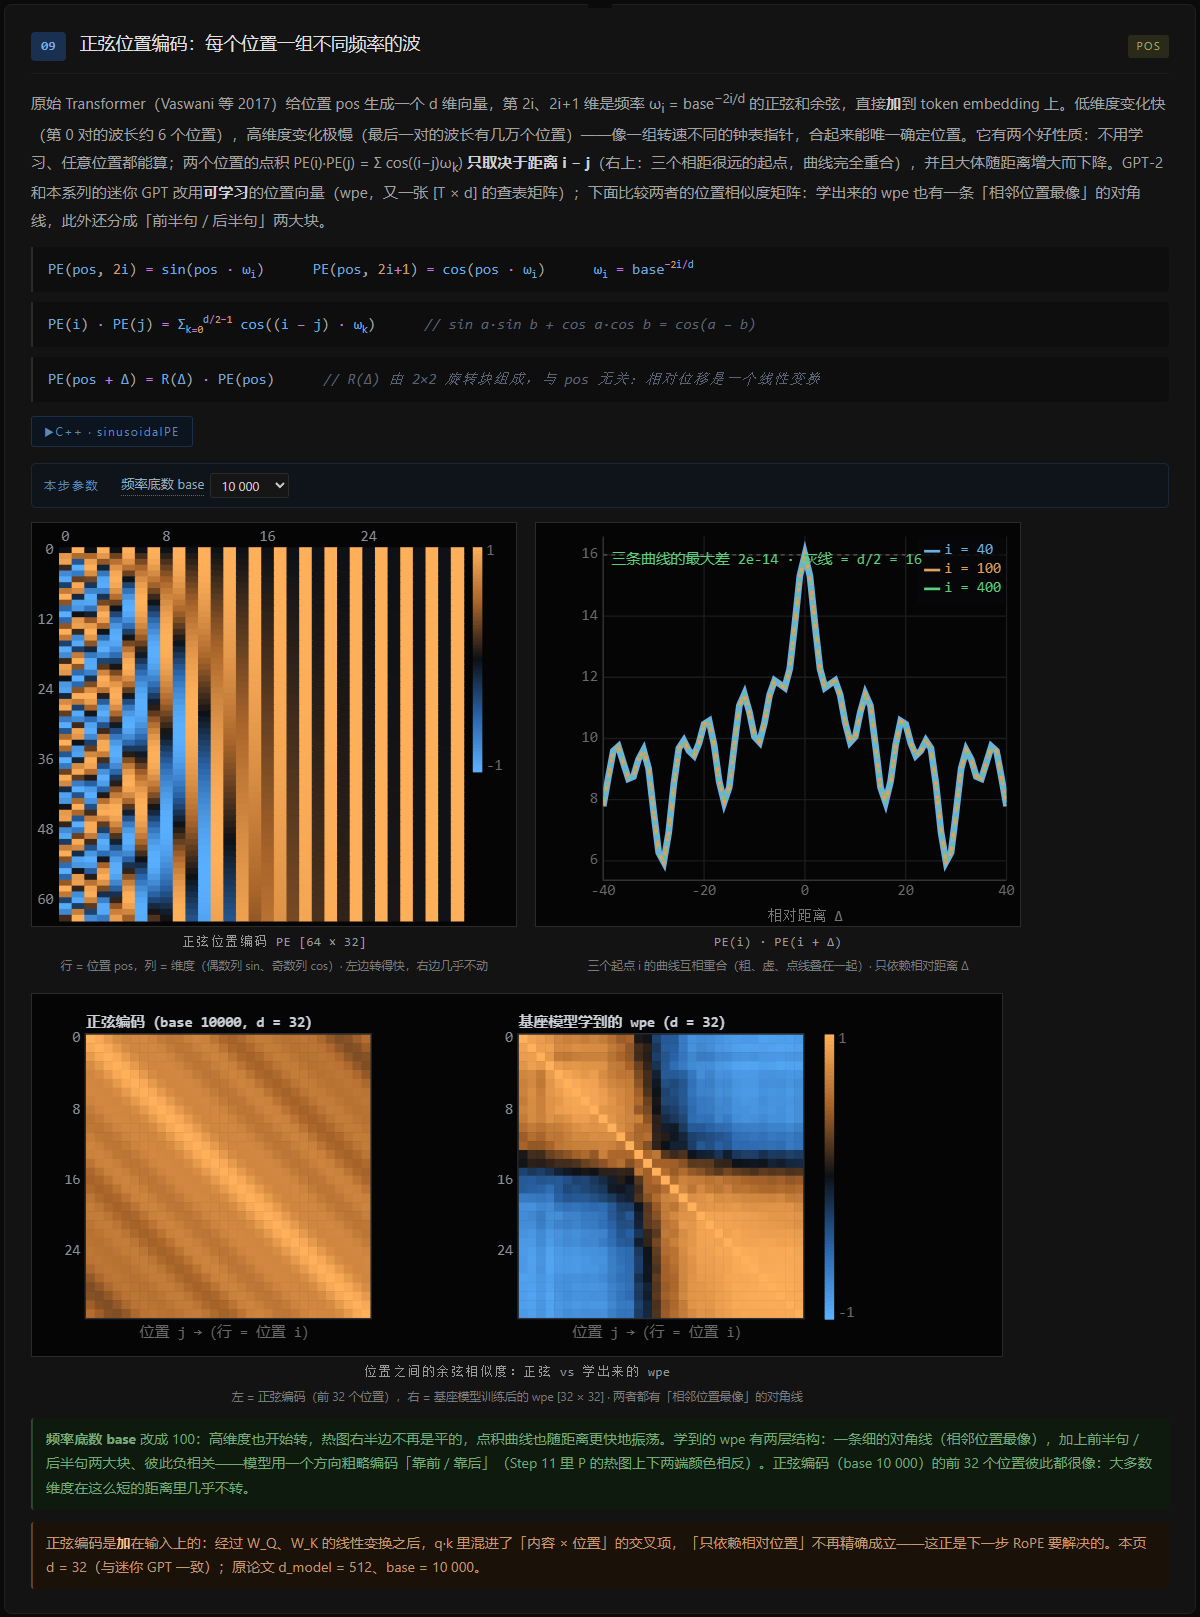 09 正弦位置编码：每个位置一组不同频率的波 POS
原始 Transformer（Vaswani 等 2017）给位置 pos 生成一个 d 维向量，第 2i、2i+1 维是频率 ωi = base−2i/d 的正弦和余弦，直接加到 token embedding 上。低维度变化快
（第 0 对的波长约 6 个位置），高维度变化极慢（最后一对的波长有几万个位置）——像一组转速不同的钟表指针，合起来能唯一确定位置。它有两个好性质：不用学
习、任意位置都能算；两个位置的点积 PE(i)·PE(j) = Σ cos((i−j)ωk) 只取决于距离 i − j（右上：三个相距很远的起点，曲线完全重合），并且大体随距离增大而下降。GPT-2
和本系列的迷你 GPT 改用可学习的位置向量（wpe，又一张 [T × d] 的查表矩阵）；下面比较两者的位置相似度矩阵：学出来的 wpe 也有一条「相邻位置最像」的对角
线，此外还分成「前半句 / 后半句」两大块。
PE(pos, 2i) = sin(pos · ωi) PE(pos, 2i+1) = cos(pos · ωi) ωi = base−2i/d
PE(i) · PE(j) = Σk=0d/2−1 cos((i − j) · ωk) // sin a·sin b + cos a·cos b = cos(a − b)
PE(pos + Δ) = R(Δ) · PE(pos) // R(Δ) 由 2×2 旋转块组成，与 pos 无关：相对位移是一个线性变换
▶C++ · sinusoidalPE
本步参数 频率底数 base 10 000
0 8 16 24
0
12
24
36
48
60
1
-1
正弦位置编码 PE [64 × 32]
行 = 位置 pos，列 = 维度（偶数列 sin、奇数列 cos）· 左边转得快，右边几乎不动
三条曲线的最大差 2e-14 · 灰线 = d/2 = 16
i = 40
i = 100
i = 400
16
14
12
10
8
6
-40 -20 0 20 40
相对距离 Δ
PE(i) · PE(i + Δ)
三个起点 i 的曲线互相重合（粗、虚、点线叠在一起）· 只依赖相对距离 Δ
正弦编码 (base 10000, d = 32)
0
8
16
24
位置 j → (行 = 位置 i)
基座模型学到的 wpe (d = 32)
0
8
16
24
位置 j → (行 = 位置 i)
1
-1
位置之间的余弦相似度：正弦 vs 学出来的 wpe
左 = 正弦编码（前 32 个位置），右 = 基座模型训练后的 wpe [32 × 32] · 两者都有「相邻位置最像」的对角线
频率底数 base 改成 100：高维度也开始转，热图右半边不再是平的，点积曲线也随距离更快地振荡。学到的 wpe 有两层结构：一条细的对角线（相邻位置最像），加上前半句 /
后半句两大块、彼此负相关——模型用一个方向粗略编码「靠前 / 靠后」（Step 11 里 P 的热图上下两端颜色相反）。正弦编码（base 10 000）的前 32 个位置彼此都很像：大多数
维度在这么短的距离里几乎不转。
正弦编码是加在输入上的：经过 W_Q、W_K 的线性变换之后，q·k 里混进了「内容 × 位置」的交叉项，「只依赖相对位置」不再精确成立——这正是下一步 RoPE 要解决的。本页
d = 32（与迷你 GPT 一致）；原论文 d_model = 512、base = 10 000。